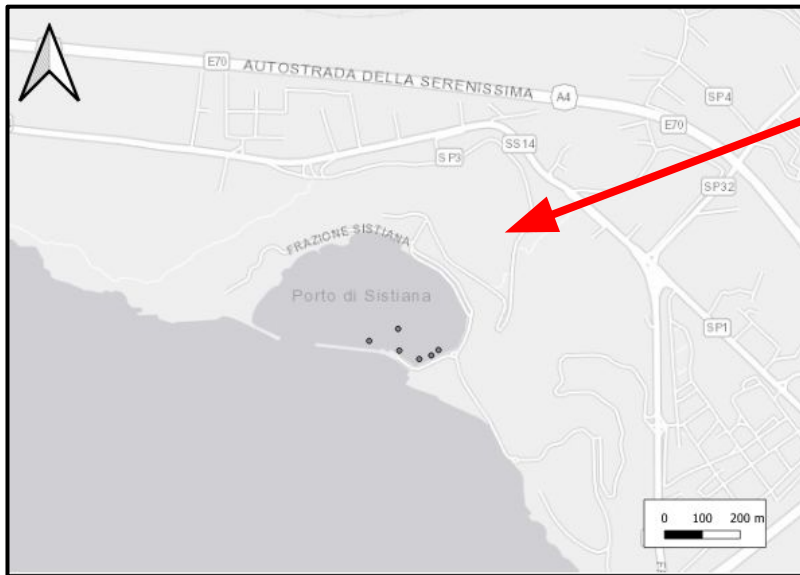 E70
AUTOSTRADA DELLA SERENISSIMA
A4
SP4
E70
SP3
SS14
SP32
FRAZIONE SISTIANA
Porto di Sistiana
SP1
0 100 200 m